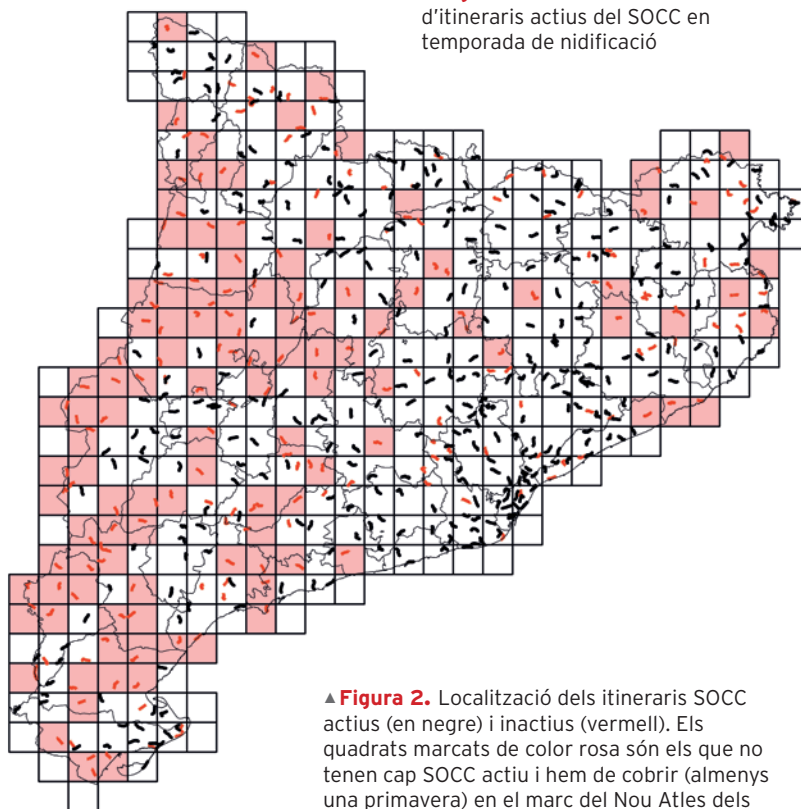 d'itineraris actius del SOCC en
temporada de nidificació
▲Figura 2. Localització dels itineraris SOCC
actius (en negre) i inactius (vermell). Els
quadrats marcats de color rosa són els que no
tenen cap SOCC actiu i hem de cobrir (almenys
una primavera) en el marc del Nou Atles dels